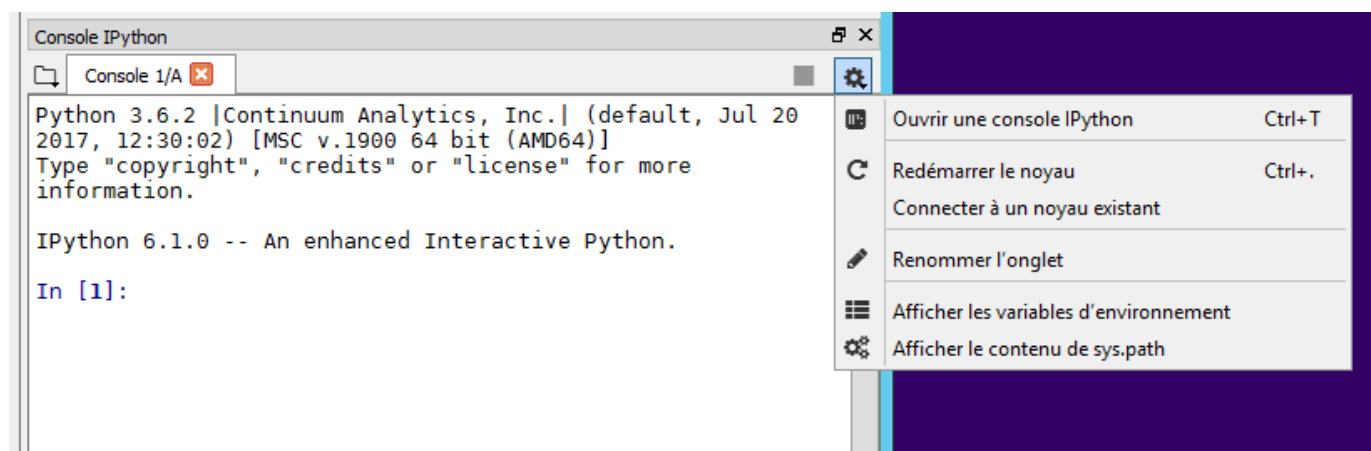 Console IPython
Console 1/A
Python 3.6.2 |Continuum Analytics, Inc.| (default, Jul 20
2017, 12:30:02) [MSC v.1900 64 bit (AMD64)]
Type "copyright", "credits" or "license" for more
information.
IPython 6.1.0 -- An enhanced Interactive Python.
In [1]:
Ouvrir une console IPython Ctrl+T
Redémarrer le noyau Ctrl+.
Connecter à un noyau existant
Renommer l’onglet
Afficher les variables d’environnement
Afficher le contenu de sys.path